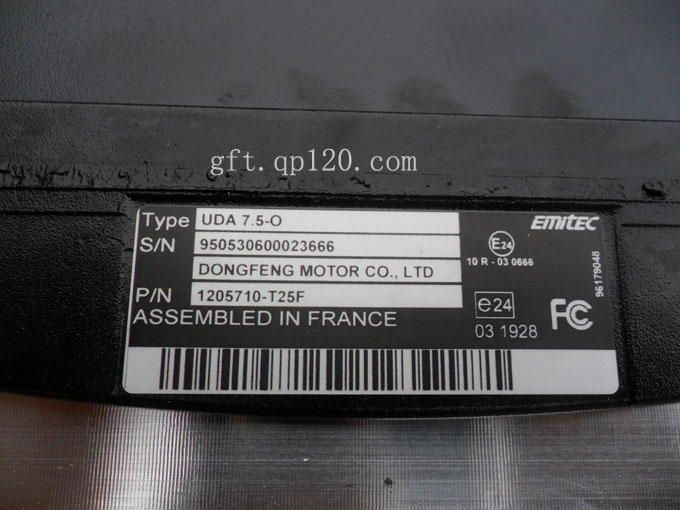 gft.qp120.com
Type UDA 7.5-O
S/N 950530600023666
DONGFENG MOTOR CO., LTD
P/N 1205710-T25F
ASSEMBLED IN FRANCE
EMITEC
E24
10 R - 03 0666
e24
03 1928
FC
96179048